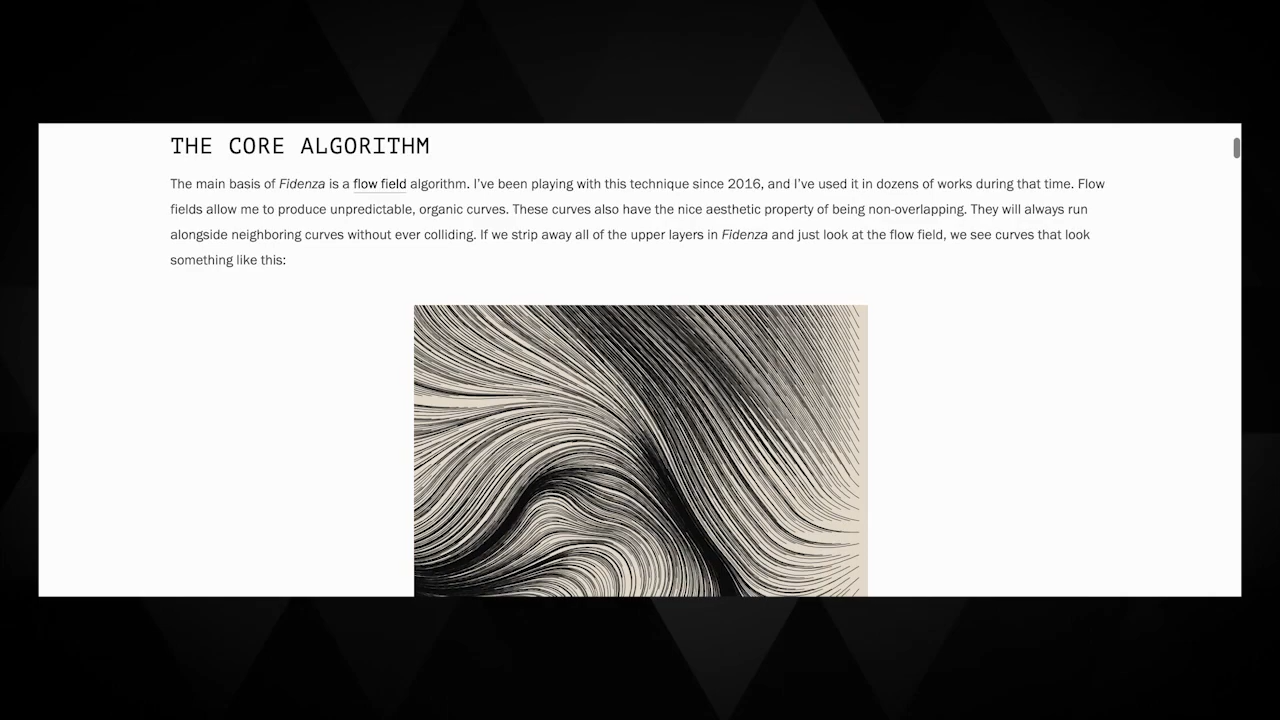 THE CORE ALGORITHM
The main basis of Fidenza is a flow field algorithm. I've been playing with this technique since 2016, and I've used it in dozens of works during that time. Flow
fields allow me to produce unpredictable, organic curves. These curves also have the nice aesthetic property of being non-overlapping. They will always run
alongside neighboring curves without ever colliding. If we strip away all of the upper layers in Fidenza and just look at the flow field, we see curves that look
something like this: